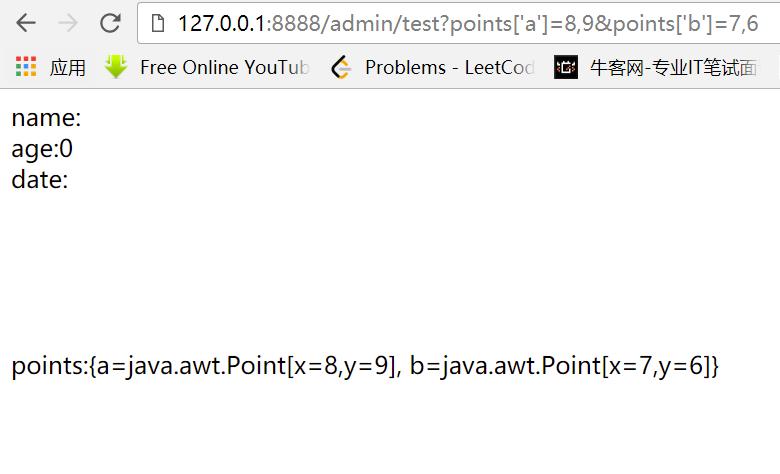 127.0.0.1:8888/admin/test?points['a']=8,9&points['b']=7,6
应用 Free Online YouTub Problems - LeetCod 牛客网-专业IT笔试面
name:
age:0
date:
points:{a=java.awt.Point[x=8,y=9], b=java.awt.Point[x=7,y=6]}